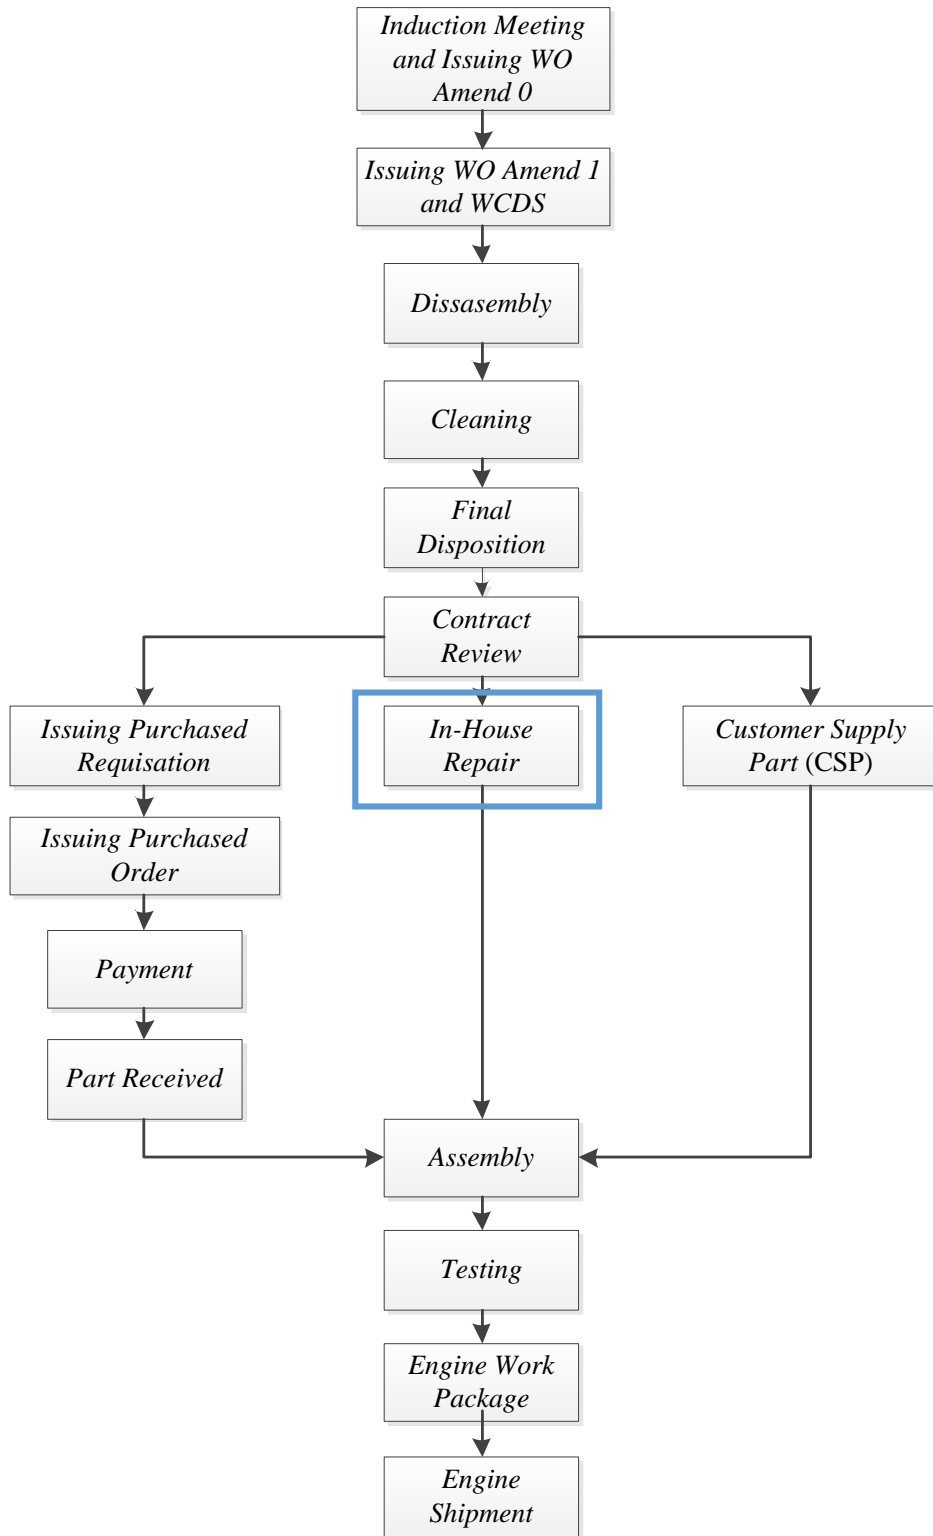 Induction Meeting
and Issuing WO
Amend 0
Issuing WO Amend 1
and WCDS
Dissasembly
Cleaning
Final
Disposition
Contract
Review
Issuing Purchased
Requisation
In-House
Repair
Customer Supply
Part (CSP)
Issuing Purchased
Order
Payment
Part Received
Assembly
Testing
Engine Work
Package
Engine
Shipment